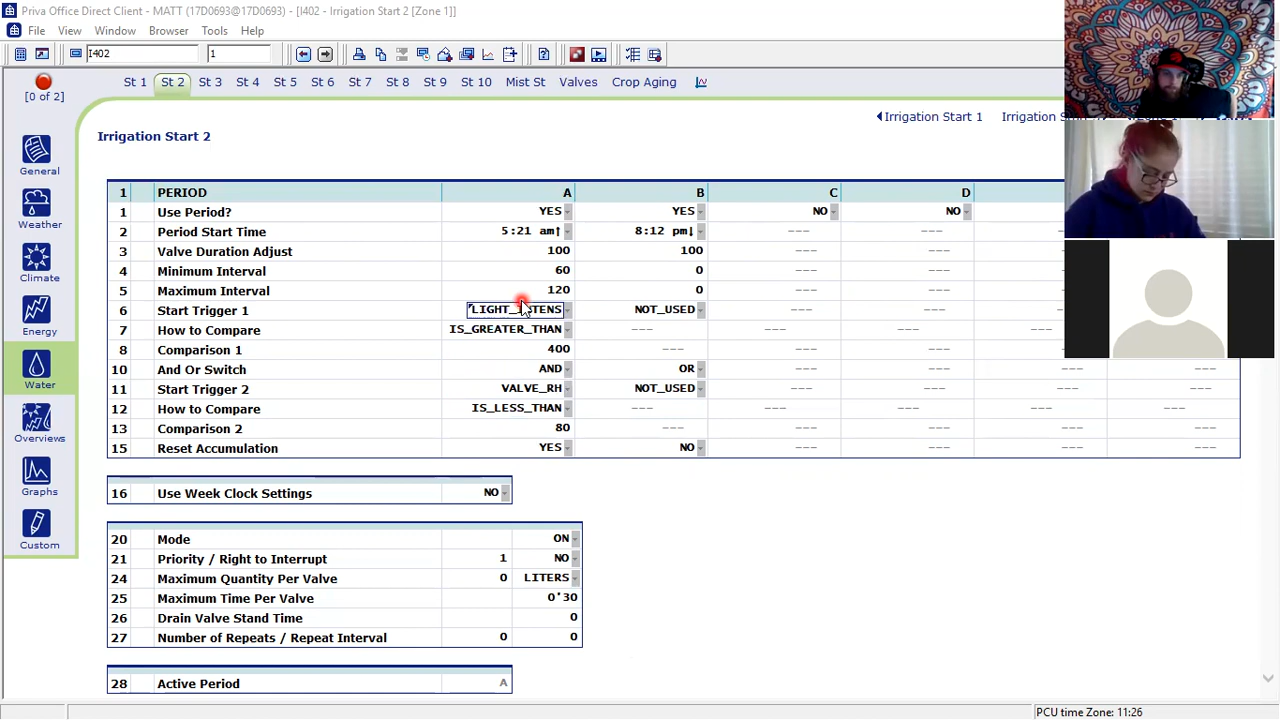 Priva Office Direct Client - MATT (17D0693@17D0693) - [I402 - Irrigation Start 2 [Zone 1]]
File View Window Browser Tools Help
I402 1
St 1 St 2 St 3 St 4 St 5 St 6 St 7 St 8 St 9 St 10 Mist St Valves Crop Aging
[0 of 2]
Irrigation Start 1
Irrigation
Irrigation Start 2
General
Weather
Climate
Energy
Water
Overviews
Graphs
Custom
1 PERIOD A B C D
1 Use Period? YES YES NO NO
2 Period Start Time 5:21 am↑ 8:12 pm↓ --- --- --- ---
3 Valve Duration Adjust 100 100 --- --- --- ---
4 Minimum Interval 60 0 --- --- --- ---
5 Maximum Interval 120 0 --- --- --- ---
6 Start Trigger 1 NOT_USED --- --- --- ---
7 How to Compare IS_GREATER_THAN --- --- --- --- ---
8 Comparison 1 400 --- --- --- --- ---
10 And Or Switch AND OR --- --- --- ---
11 Start Trigger 2 VALVE_RH NOT_USED --- --- --- ---
12 How to Compare IS_LESS_THAN --- --- --- --- ---
13 Comparison 2 80 --- --- --- --- ---
15 Reset Accumulation YES NO --- --- --- ---
16 Use Week Clock Settings NO
20 Mode ON
21 Priority / Right to Interrupt 1 NO
24 Maximum Quantity Per Valve 0 LITERS
25 Maximum Time Per Valve 0'30
26 Drain Valve Stand Time 0
27 Number of Repeats / Repeat Interval 0 0
28 Active Period A
PCU time Zone: 11:26